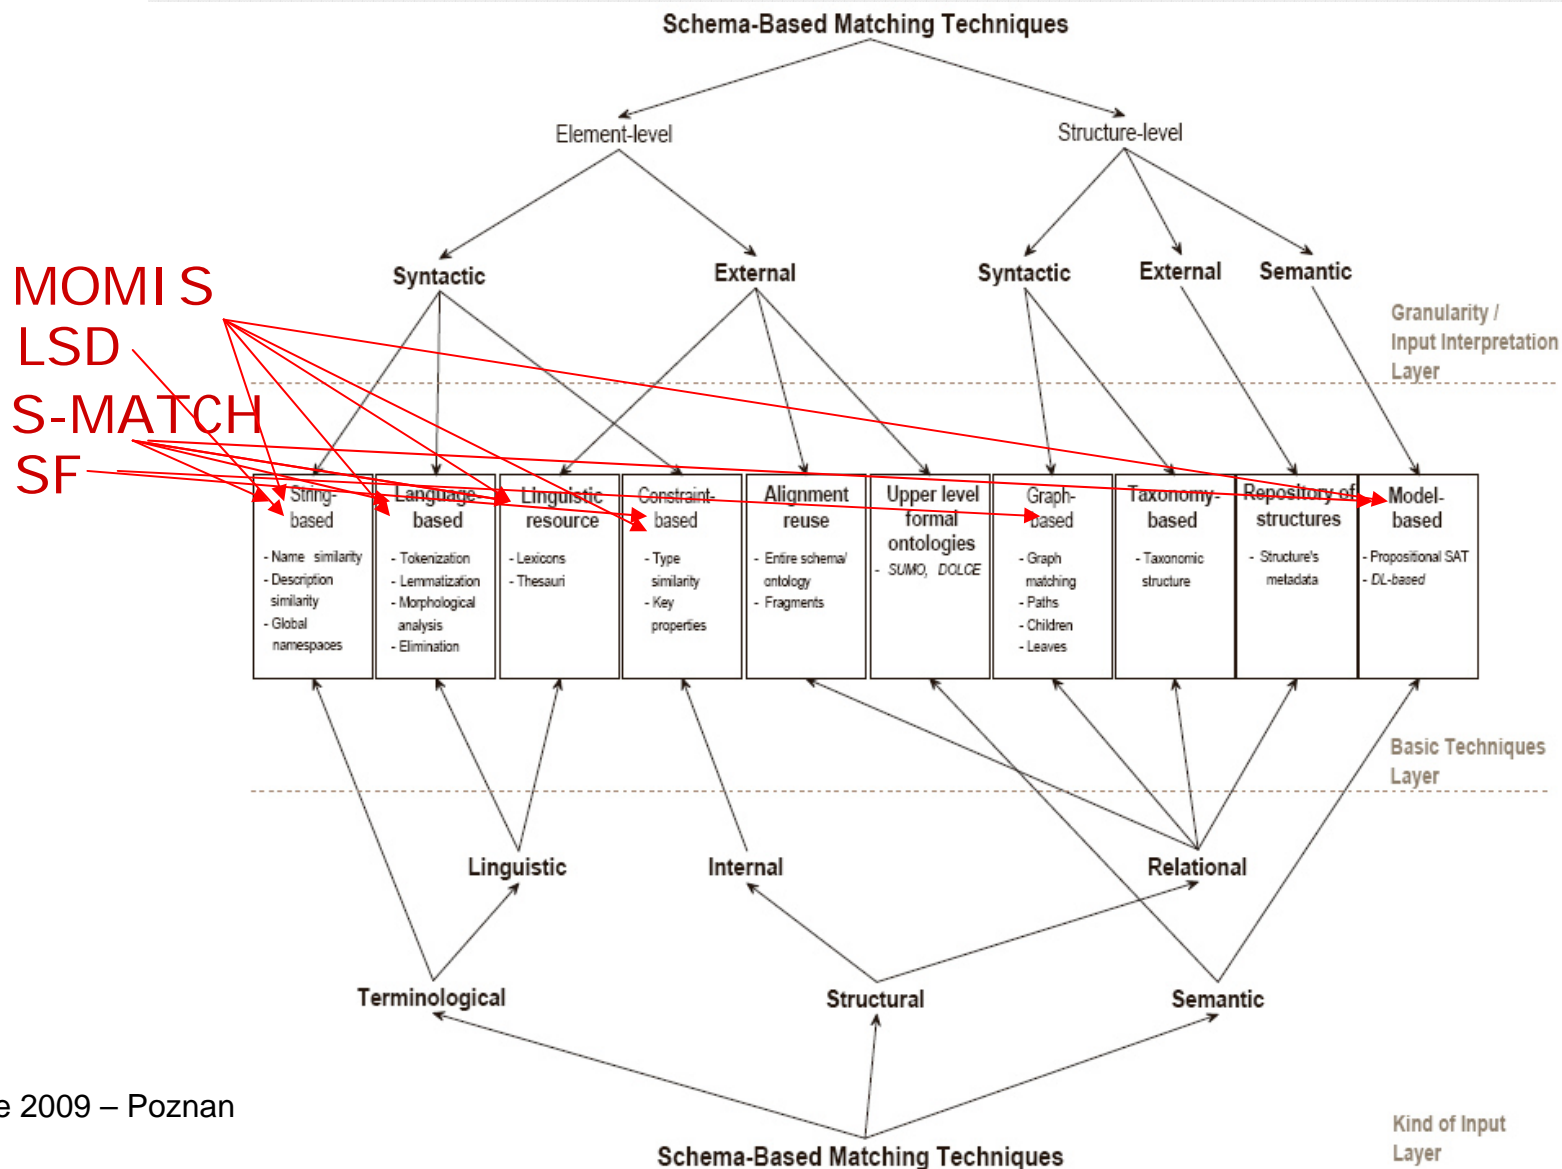 Schema-Based Matching Techniques
Element-level
Structure-level
Syntactic
External
Syntactic
External
Semantic
MOMIS
LSD
S-MATCH
SF
Granularity /
Input Interpretation
Layer
String-
based
- Name similarity
- Description
similarity
- Global
namespaces
Language-
based
- Tokenization
- Lemmatization
- Morphological
analysis
- Elimination
Linguistic
resource
- Lexicons
- Thesauri
Constraint-
based
- Type
similarity
- Key
properties
Alignment
reuse
- Entire schema/
ontology
- Fragments
Upper level
formal
ontologies
- SUMO, DOLCE
Graph-
based
- Graph
matching
- Paths
- Children
- Leaves
Taxonomy-
based
- Taxonomic
structure
Repository of
structures
- Structure's
metadata
Model-
based
- Propositional SAT
- DL-based
Basic Techniques
Layer
Linguistic
Internal
Relational
Terminological
Structural
Semantic
e 2009 – Poznan
Schema-Based Matching Techniques
Kind of Input
Layer